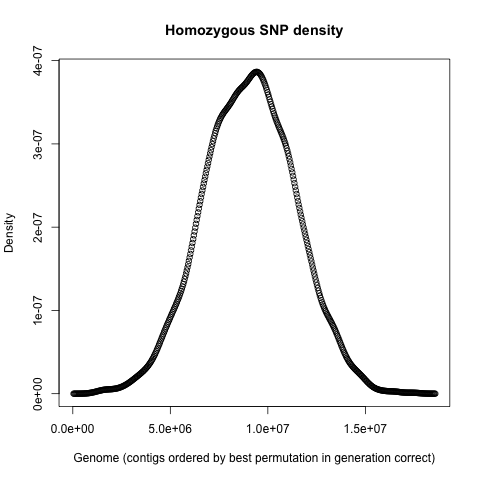 Homozygous SNP density
Density
4e-07
3e-07
2e-07
1e-07
0e+00
0.0e+00 5.0e+06 1.0e+07 1.5e+07
Genome (contigs ordered by best permutation in generation correct)